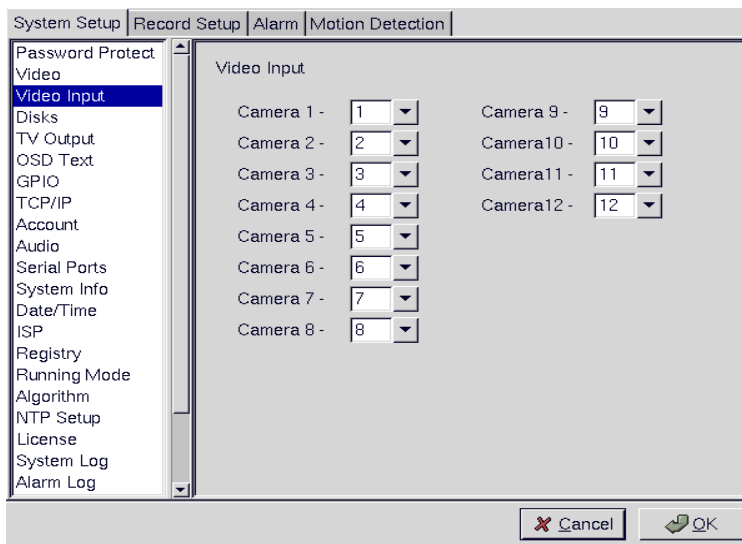 System Setup Record Setup Alarm Motion Detection
Password Protect
Video
Video Input
Disks
TV Output
OSD Text
GPIO
TCP/IP
Account
Audio
Serial Ports
System Info
Date/Time
ISP
Registry
Running Mode
Algorithm
NTP Setup
License
System Log
Alarm Log
Video Input
Camera 1 - 1
Camera 2 - 2
Camera 3 - 3
Camera 4 - 4
Camera 5 - 5
Camera 6 - 6
Camera 7 - 7
Camera 8 - 8
Camera 9 - 9
Camera10 - 10
Camera11 - 11
Camera12 - 12
Cancel OK